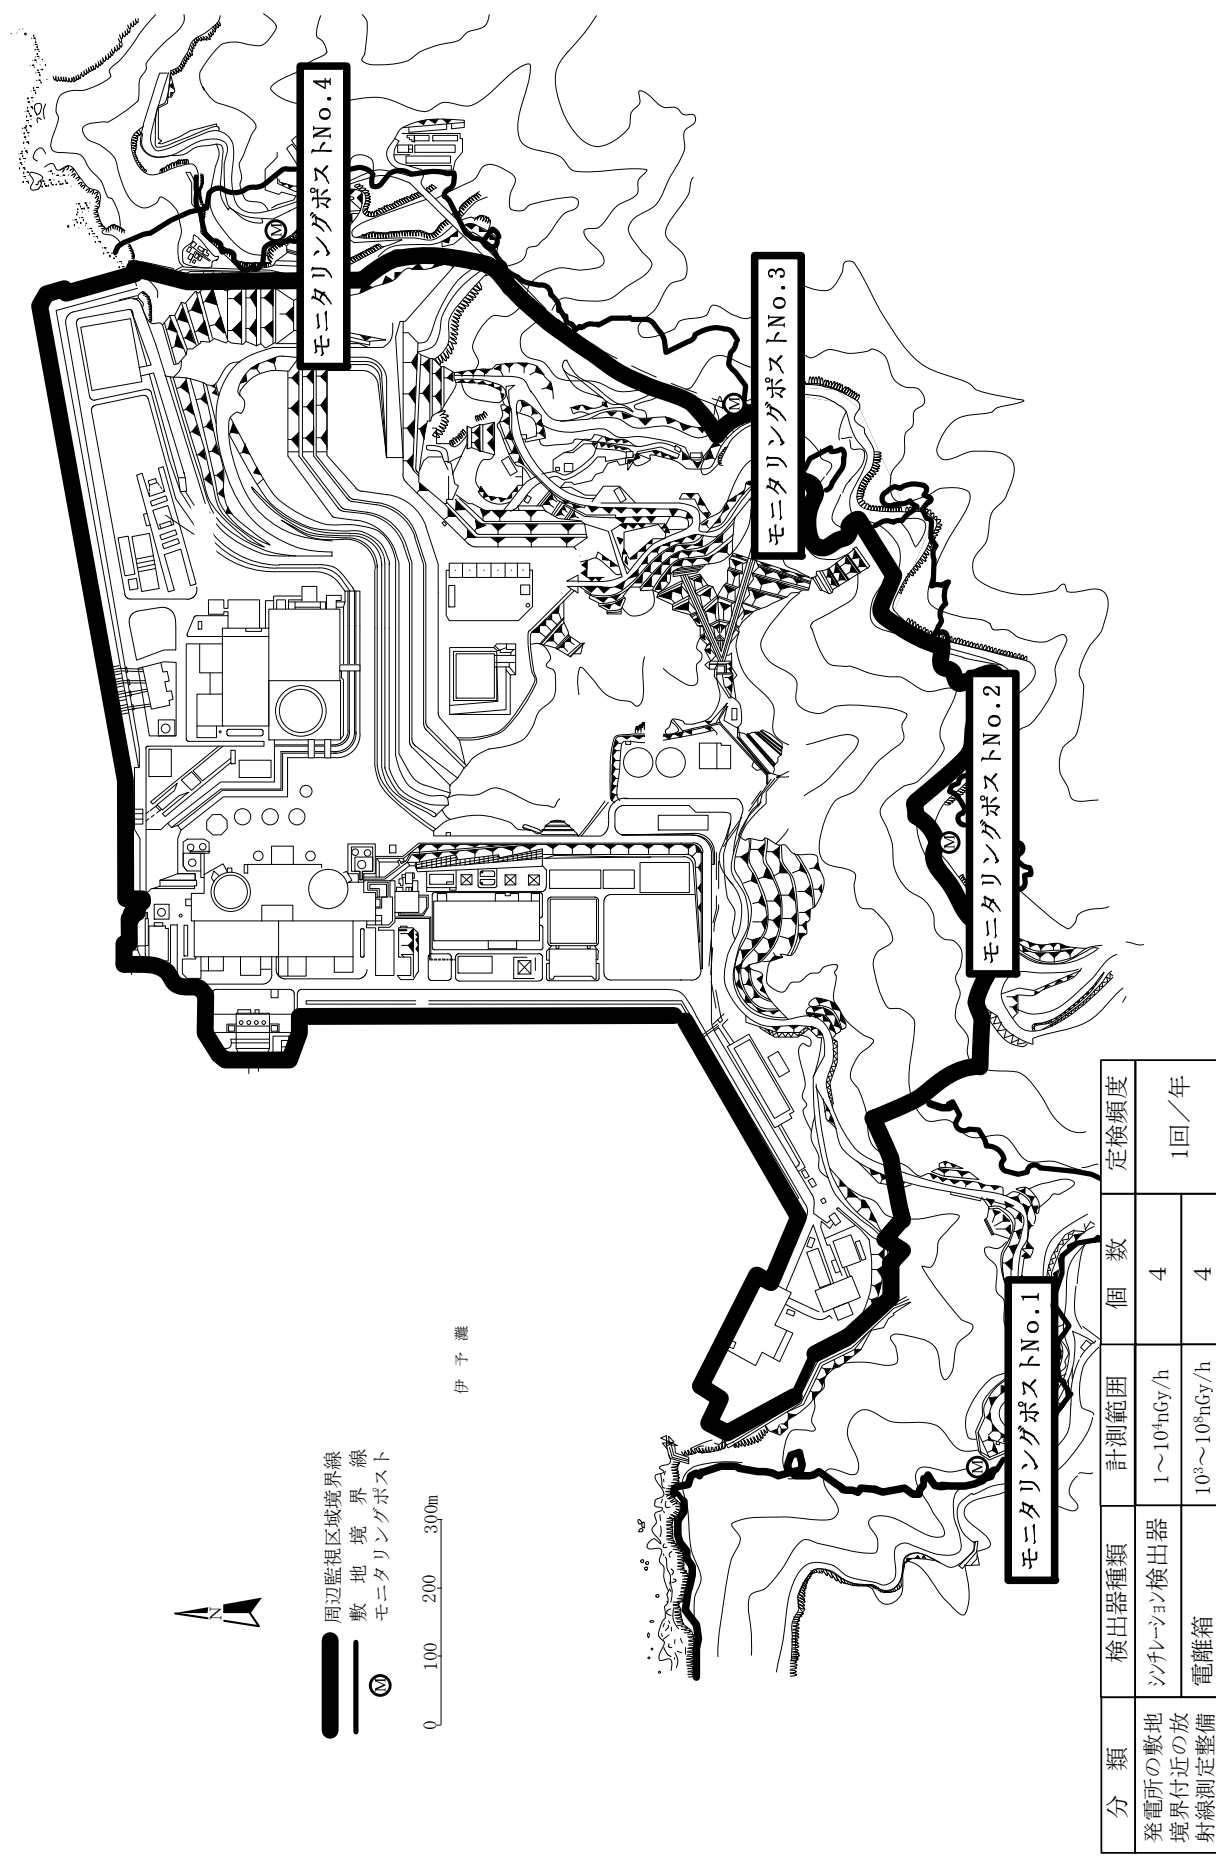 N
周辺監視区域境界線
敷地境界線
M モニタリングポスト
0 100 200 300m
伊予灘
モニタリングポストNo.4
M
モニタリングポストNo.3
M
モニタリングポストNo.2
M
モニタリングポストNo.1
M
分類 検出器種類 計測範囲 個数 定検頻度
発電所の敷地
境界付近の放
射線測定整備
シンチレーション検出器 1～10⁴nGy/h 4 1回／年
電離箱 10³～10⁸nGy/h 4